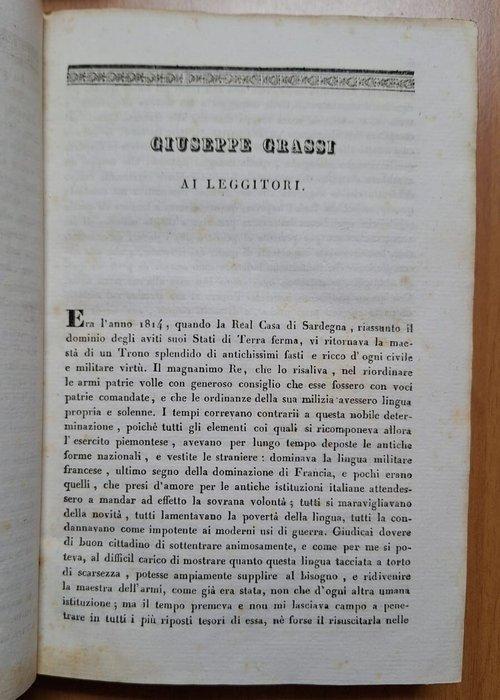 GIUSEPPE GRASSI
AI LEGGITORI.
Era l'anno 1814, quando la Real Casa di Sardegna, riassunto il
dominio degli aviti suoi Stati di Terra ferma, vi ritornava la mae-
stà di un Trono splendido di antichissimi fasti e ricco d'ogni civile
e militare virtù. Il magnanimo Re, che lo risaliva, nel riordinare
le armi patrie volle con generoso consiglio che esse fossero con voci
patrie comandate, e che le ordinanze della sua milizia avessero lingua
propria e solenne. I tempi correvano contrarii a questa nobile deter-
minazione, poichè tutti gli elementi coi quali si ricomponeva allora
l'esercito piemontese, avevano per lungo tempo deposte le antiche
forme nazionali, e vestite le straniere: dominava la lingua militare
francese, ultimo segno della dominazione di Francia, e pochi erano
quelli, che presi d'amore per le antiche istituzioni italiane attendes-
sero a mandar ad effetto la sovrana volontà; tutti si maravigliavano
della novità, tutti lamentavano la povertà della lingua, tutti la con-
dannavano come impotente ai moderni usi di guerra. Giudicai dovere
di buon cittadino di sottentrare animosamente, e come per me si po-
teva, al difficil carico di mostrare quanto questa lingua tacciata a torto
di scarsezza, potesse ampiamente supplire al bisogno, e ridivenire
la maestra dell'armi, come già era stata, non che d'ogni altra umana
istituzione; ma il tempo premeva e non mi lasciava campo a pene-
trare in tutti i più riposti tesori di essa, nè forse il risuscitarla nelle